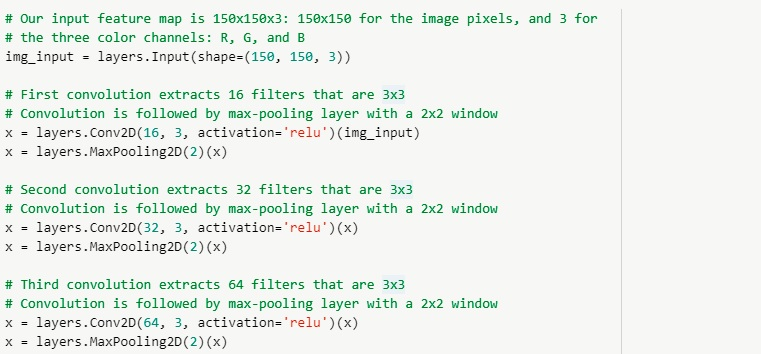 # Our input feature map is 150x150x3: 150x150 for the image pixels, and 3 for
# the three color channels: R, G, and B
img_input = layers.Input(shape=(150, 150, 3))
# First convolution extracts 16 filters that are 3x3
# Convolution is followed by max-pooling layer with a 2x2 window
x = layers.Conv2D(16, 3, activation='relu')(img_input)
x = layers.MaxPooling2D(2)(x)
# Second convolution extracts 32 filters that are 3x3
# Convolution is followed by max-pooling layer with a 2x2 window
x = layers.Conv2D(32, 3, activation='relu')(x)
x = layers.MaxPooling2D(2)(x)
# Third convolution extracts 64 filters that are 3x3
# Convolution is followed by max-pooling layer with a 2x2 window
x = layers.Conv2D(64, 3, activation='relu')(x)
x = layers.MaxPooling2D(2)(x)